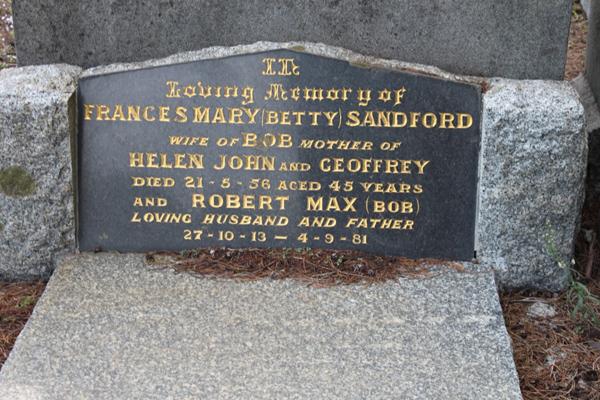 In
Loving Memory of
FRANCES MARY (BETTY) SANDFORD
WIFE OF BOB MOTHER OF
HELEN JOHN AND GEOFFREY
DIED 21-5-56 AGED 45 YEARS
AND ROBERT MAX (BOB)
LOVING HUSBAND AND FATHER
27-10-13 — 4-9-81